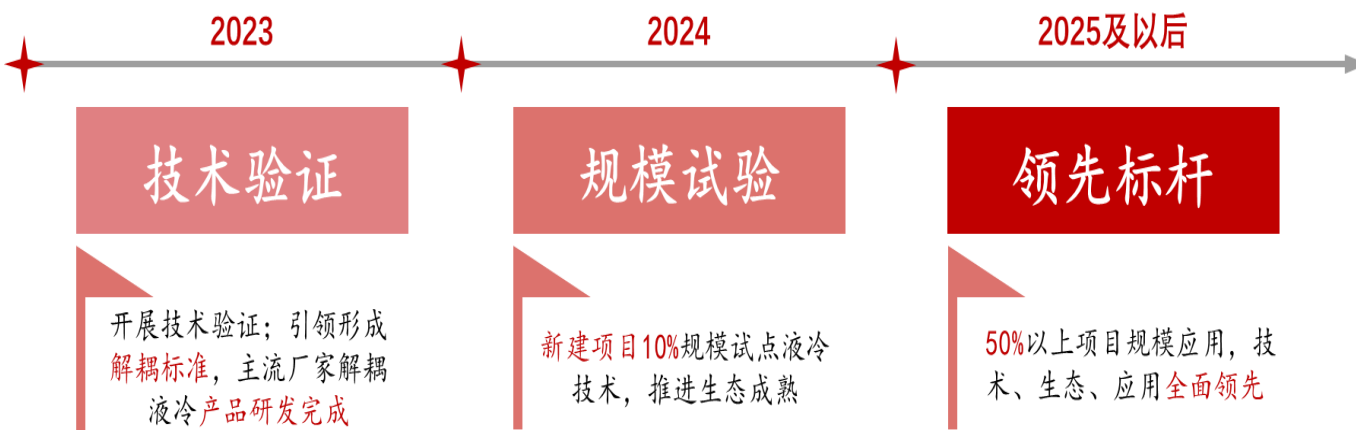 2023
2024
2025及以后
技术验证
规模试验
领先标杆
开展技术验证；引领形成
解耦标准，主流厂家解耦
液冷产品研发完成
新建项目10%规模试点液冷
技术，推进生态成熟
50%以上项目规模应用，技
术、生态、应用全面领先